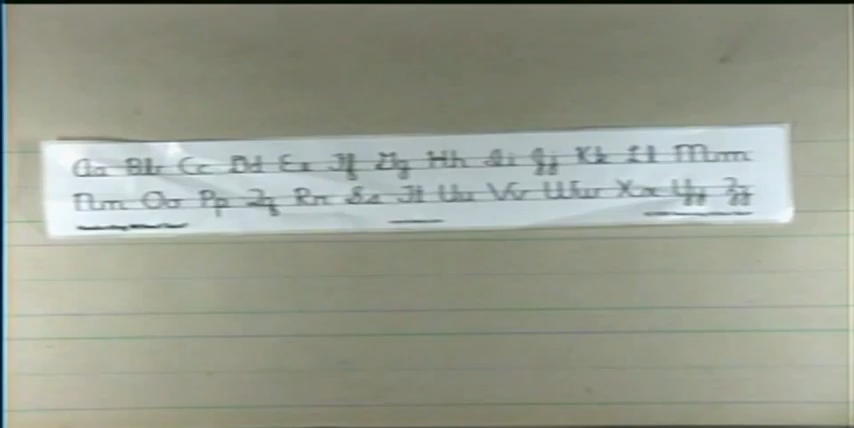 Aa Bb Cc Dd Ee Ff Gg Hh Ii Jj Kk Ll Mm
Nn Oo Pp Qq Rr Ss Tt Uu Vv Ww Xx Yy Zz